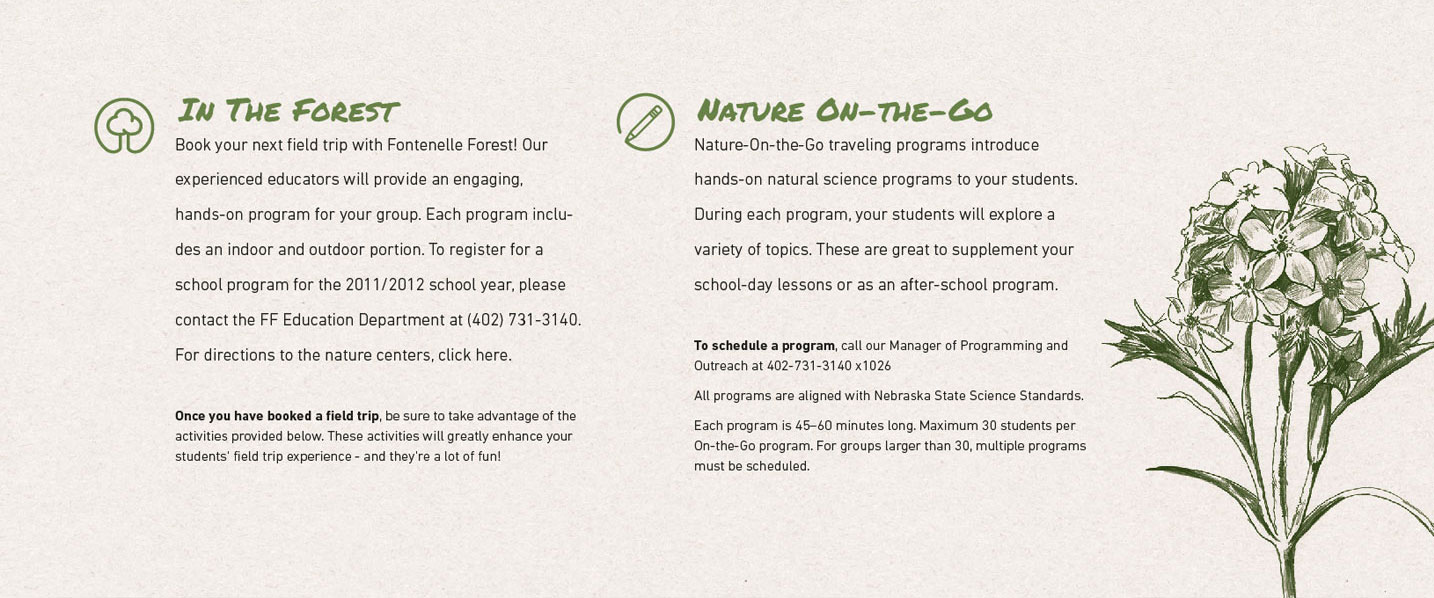 In The Forest
Book your next field trip with Fontenelle Forest! Our
experienced educators will provide an engaging,
hands-on program for your group. Each program inclu-
des an indoor and outdoor portion. To register for a
school program for the 2011/2012 school year, please
contact the FF Education Department at (402) 731-3140.
For directions to the nature centers, click here.
Once you have booked a field trip, be sure to take advantage of the
activities provided below. These activities will greatly enhance your
students' field trip experience - and they're a lot of fun!
Nature On-the-Go
Nature-On-the-Go traveling programs introduce
hands-on natural science programs to your students.
During each program, your students will explore a
variety of topics. These are great to supplement your
school-day lessons or as an after-school program.
To schedule a program, call our Manager of Programming and
Outreach at 402-731-3140 x1026
All programs are aligned with Nebraska State Science Standards.
Each program is 45–60 minutes long. Maximum 30 students per
On-the-Go program. For groups larger than 30, multiple programs
must be scheduled.